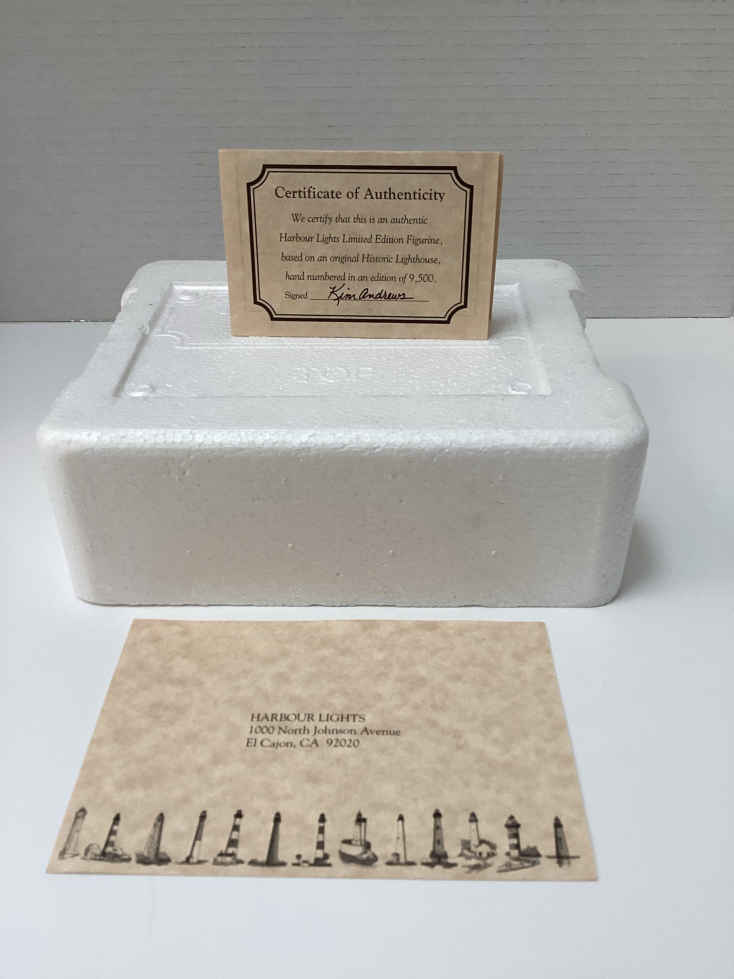 Certificate of Authenticity
We certify that this is an authentic
Harbour Lights Limited Edition Figurine,
based on an original Historic Lighthouse,
hand numbered in an edition of 9,500.
Signed Kim Andrews
HARBOUR LIGHTS
1000 North Johnson Avenue
El Cajon, CA 92020